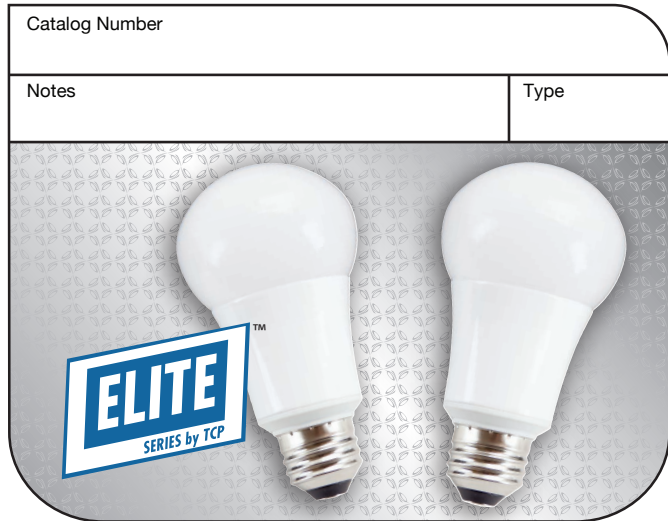 Catalog Number
Notes
Type
™
ELITE
SERIES by TCP